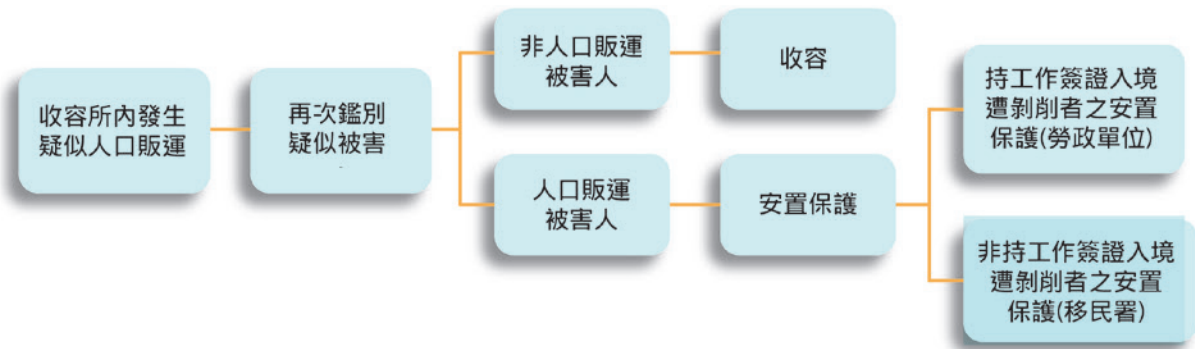 收容所內發生
疑似人口販運
再次鑑別
疑似被害
非人口販運
被害人
收容
人口販運
被害人
安置保護
持工作簽證入境
遭剝削者之安置
保護(勞政單位)
非持工作簽證入境
遭剝削者之安置
保護(移民署)